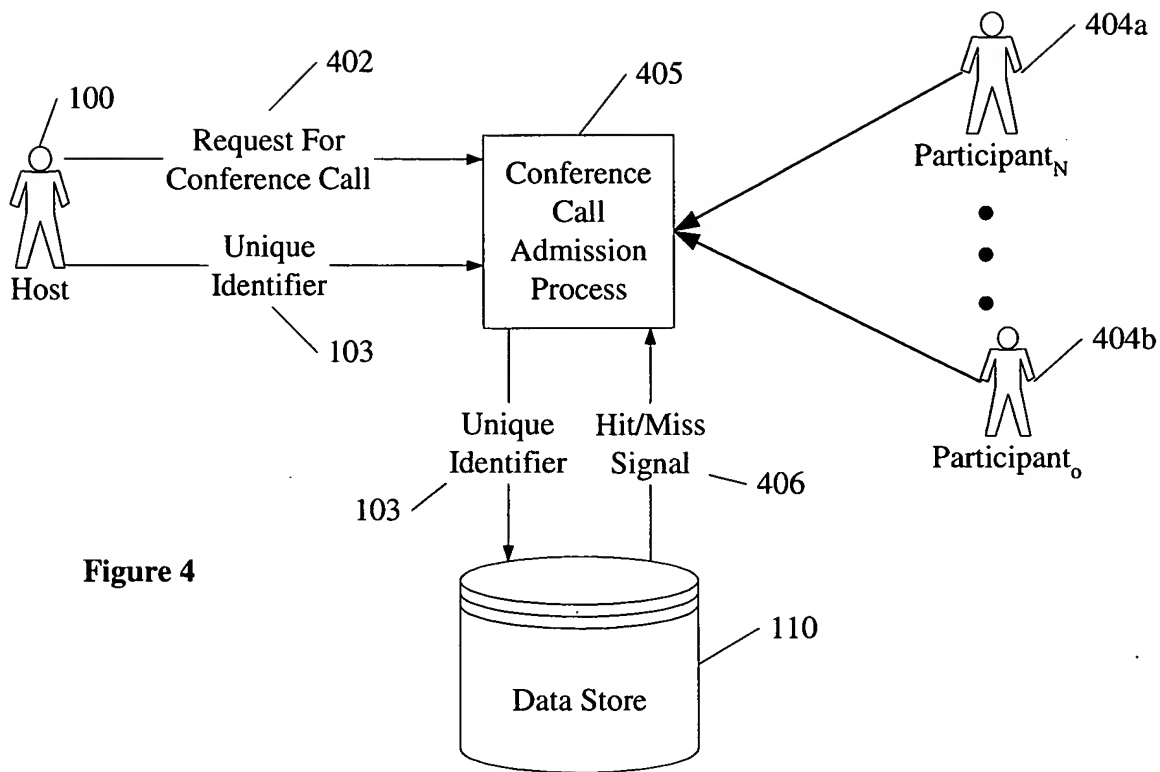 402
405
404a
100
Request For
Conference Call
Conference
Call
Admission
Process
Participant_N
Unique
Identifier
Host
103
404b
Unique
Identifier
Hit/Miss
Signal
Participant_o
103
406
Figure 4
110
Data Store